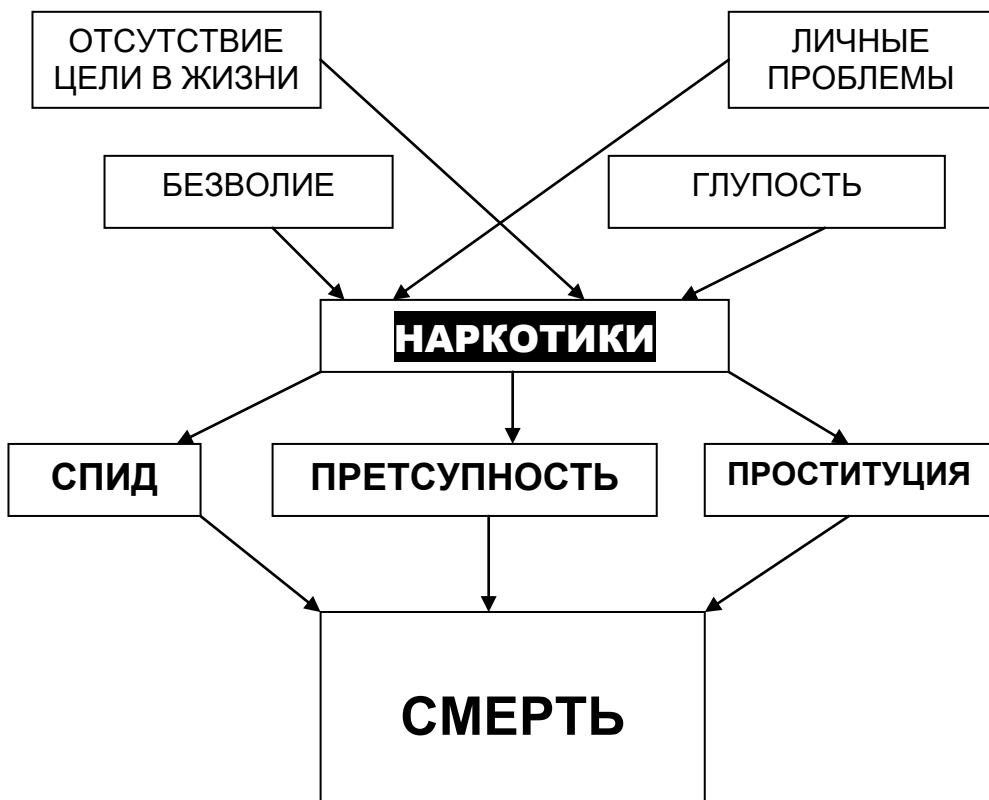 ОТСУТСТВИЕ
ЦЕЛИ В ЖИЗНИ
ЛИЧНЫЕ
ПРОБЛЕМЫ
БЕЗВОЛИЕ
ГЛУПОСТЬ
НАРКОТИКИ
СПИД
ПРЕТСУПНОСТЬ
ПРОСТИТУЦИЯ
СМЕРТЬ